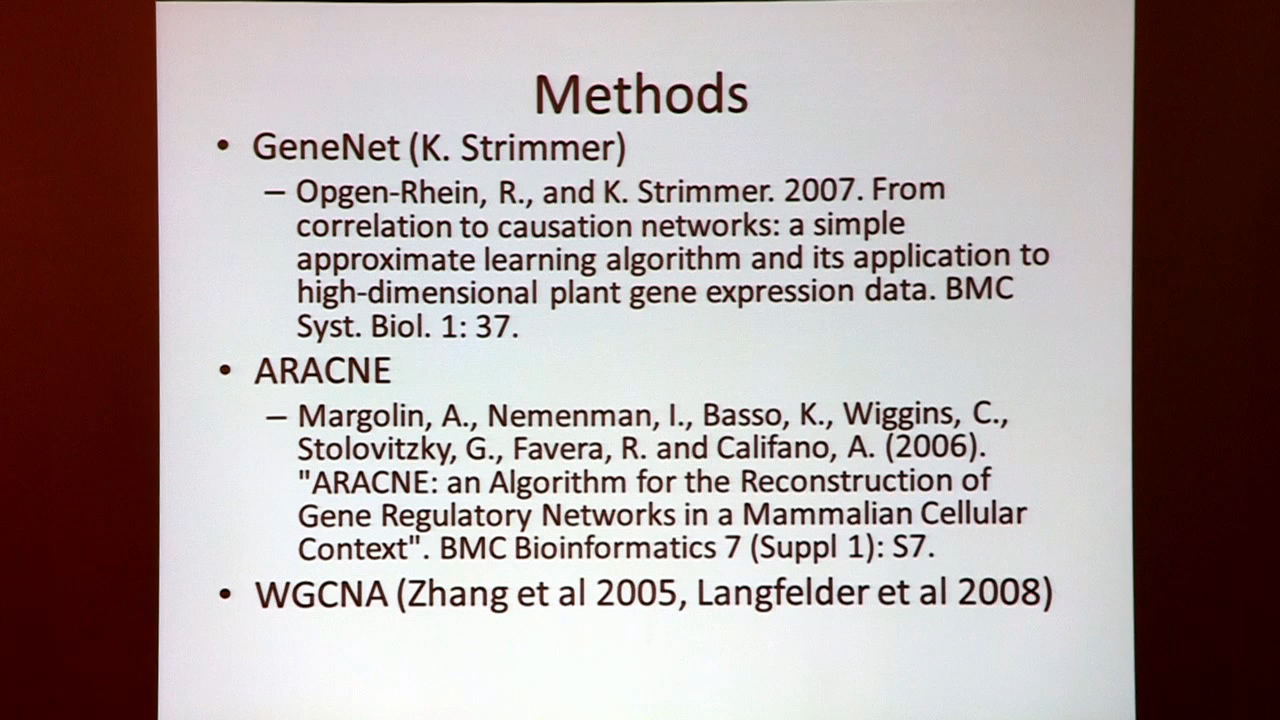 Methods
• GeneNet (K. Strimmer)
– Opgen-Rhein, R., and K. Strimmer. 2007. From
correlation to causation networks: a simple
approximate learning algorithm and its application to
high-dimensional plant gene expression data. BMC
Syst. Biol. 1: 37.
• ARACNE
– Margolin, A., Nemenman, I., Basso, K., Wiggins, C.,
Stolovitzky, G., Favera, R. and Califano, A. (2006).
"ARACNE: an Algorithm for the Reconstruction of
Gene Regulatory Networks in a Mammalian Cellular
Context". BMC Bioinformatics 7 (Suppl 1): S7.
• WGCNA (Zhang et al 2005, Langfelder et al 2008)